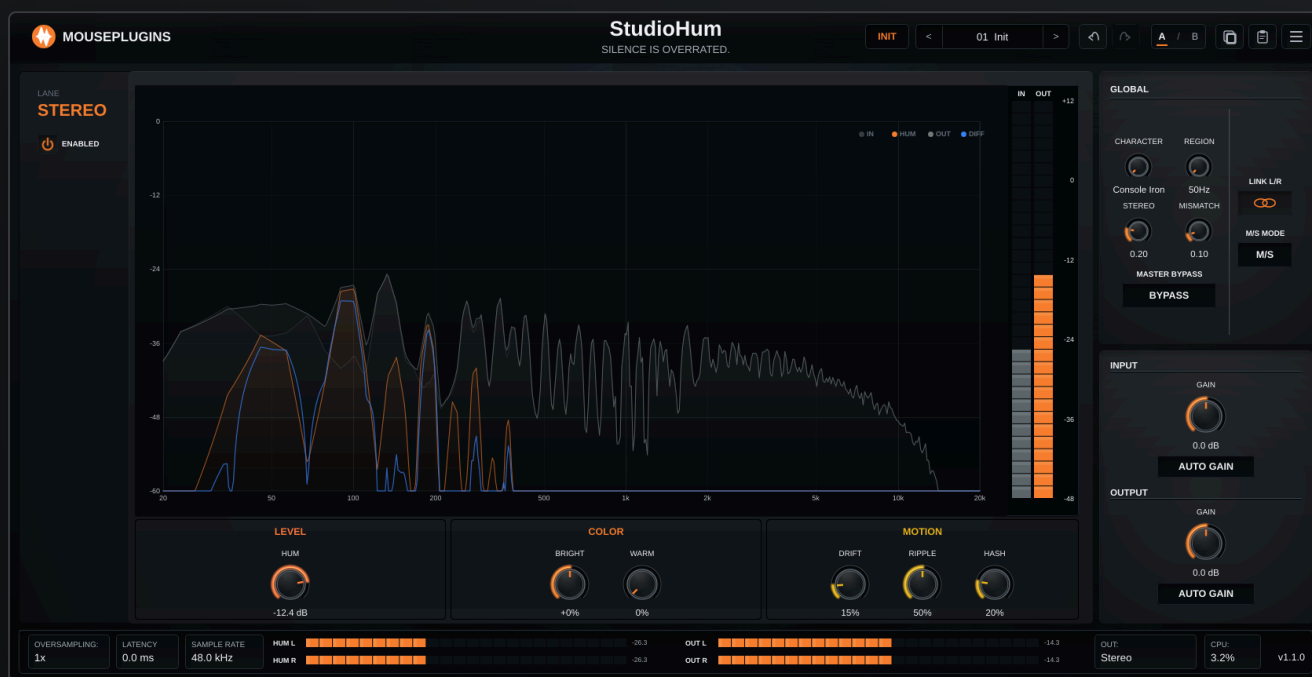 MOUSEPLUGINS
StudioHum
SILENCE IS OVERRATED.
INIT
< 01 Init >
A / B
LANE
STEREO
ENABLED
IN HUM OUT DIFF
0
-12
-24
-36
-48
-60
20 50 100 200 500 1k 2k 5k 10k 20k
IN OUT
+12
0
-12
-24
-36
-48
GLOBAL
CHARACTER REGION
Console Iron 50Hz
STEREO MISMATCH
0.20 0.10
MASTER BYPASS
BYPASS
LINK L/R
M/S MODE
M/S
INPUT
GAIN
0.0 dB
AUTO GAIN
OUTPUT
GAIN
0.0 dB
AUTO GAIN
LEVEL
HUM
-12.4 dB
COLOR
BRIGHT WARM
+0% 0%
MOTION
DRIFT RIPPLE HASH
15% 50% 20%
OVERSAMPLING:
1x
LATENCY
0.0 ms
SAMPLE RATE
48.0 kHz
HUM L -26.3
HUM R -26.3
OUT L -14.3
OUT R -14.3
OUT:
Stereo
CPU:
3.2%
v1.1.0